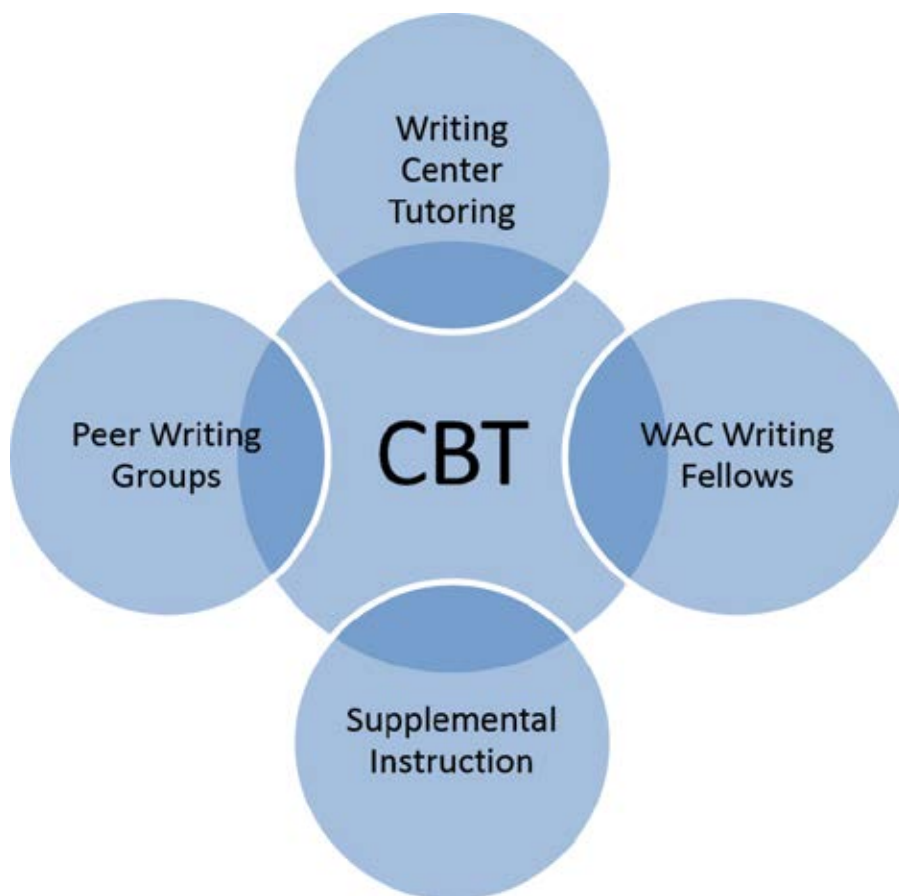 Writing
Center
Tutoring
Peer Writing
Groups
CBT
WAC Writing
Fellows
Supplemental
Instruction